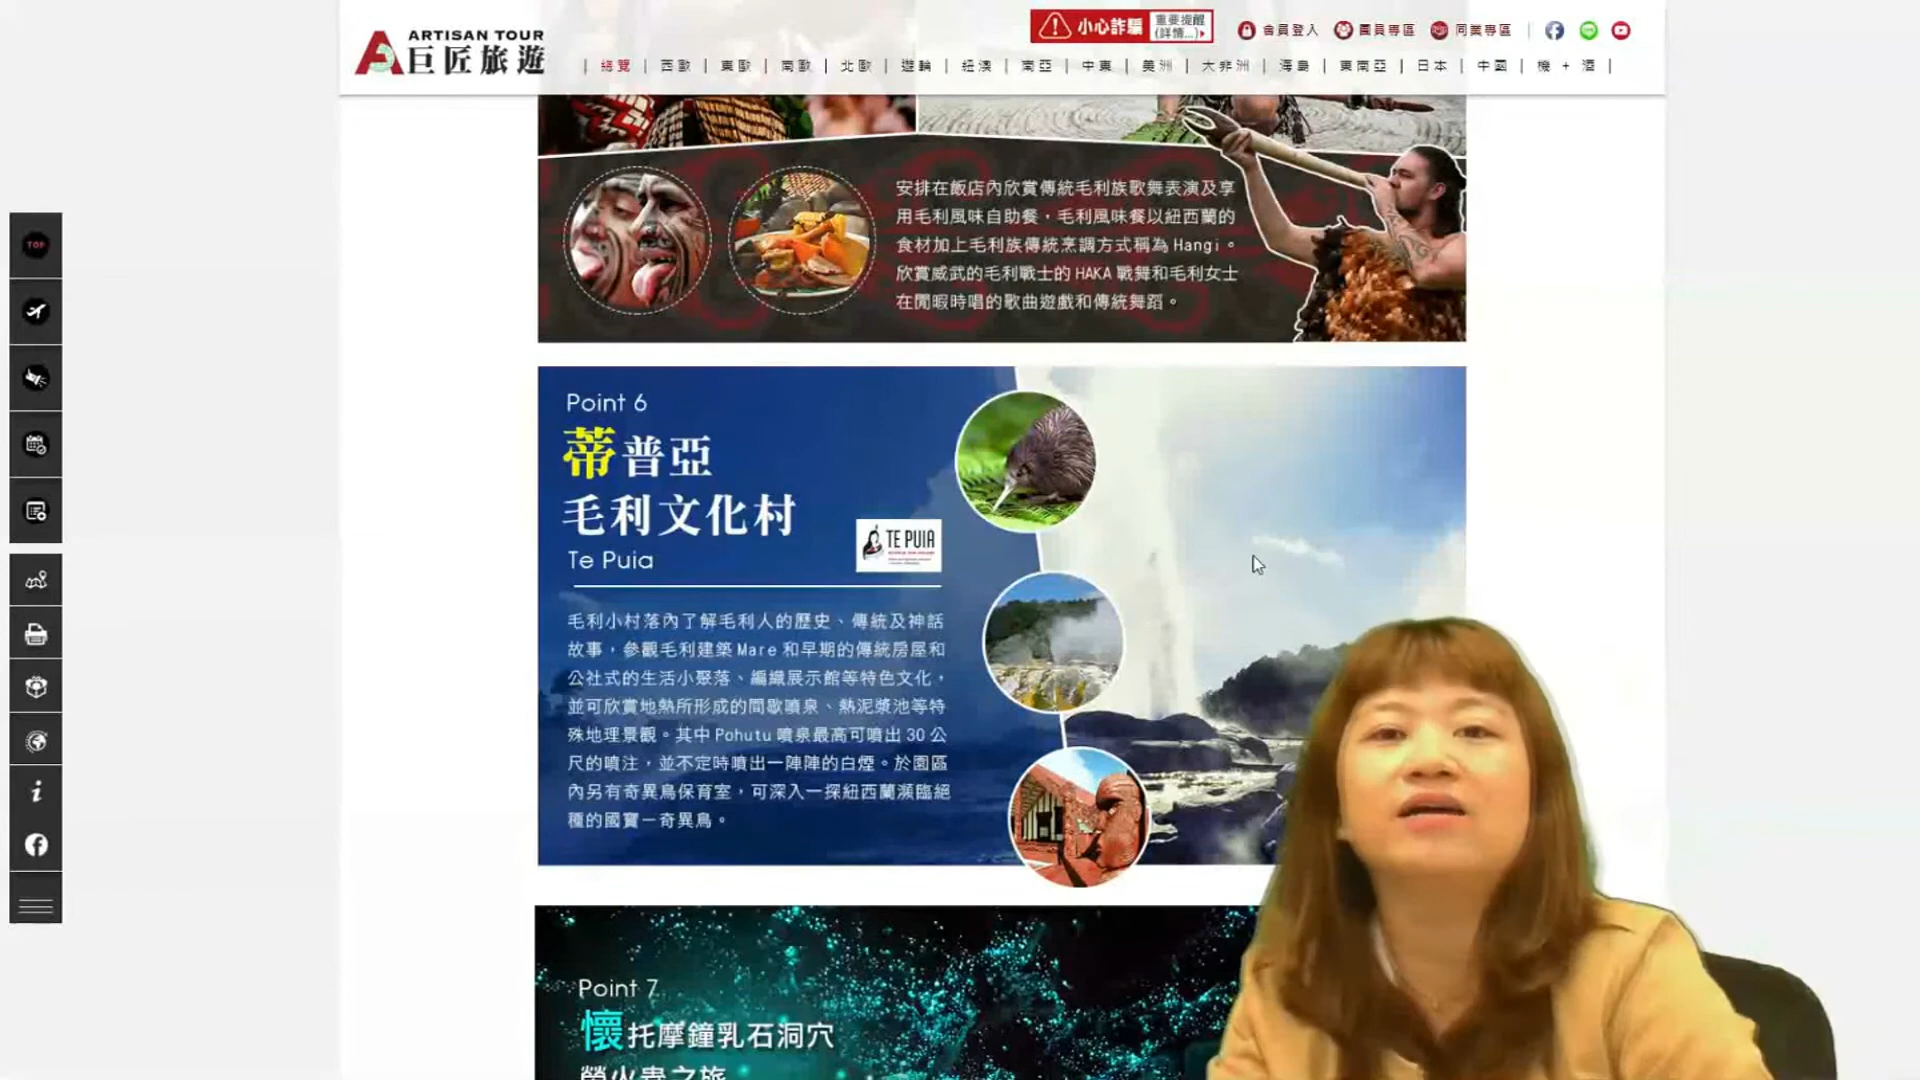 ARTISAN TOUR
巨匠旅遊
小心詐騙
重要提醒
(詳情...)
會員登入
團員專區
同業專區
| 總覽 | 西歐 | 東歐 | 南歐 | 北歐 | 遊輪 | 紐澳 | 南亞 | 中東 | 美洲 | 大非洲 | 海島 | 東南亞 | 日本 | 中國 | 機 + 酒 |
TOP
安排在飯店內欣賞傳統毛利族歌舞表演及享
用毛利風味自助餐，毛利風味餐以紐西蘭的
食材加上毛利族傳統烹調方式稱為 Hangi。
欣賞威武的毛利戰士的 HAKA 戰舞和毛利女士
在閒暇時唱的歌曲遊戲和傳統舞蹈。
Point 6
蒂普亞
毛利文化村
Te Puia
TE PUIA
毛利小村落內了解毛利人的歷史、傳統及神話
故事，參觀毛利建築 Mare 和早期的傳統房屋和
公社式的生活小聚落、編織展示館等特色文化，
並可欣賞地熱所形成的間歇噴泉、熱泥漿池等特
殊地理景觀。其中 Pohutu 噴泉最高可噴出 30 公
尺的噴注，並不定時噴出一陣陣的白煙。於園區
內另有奇異鳥保育室，可深入一探紐西蘭瀕臨絕
種的國寶－奇異鳥。
Point 7
懷托摩鐘乳石洞穴
螢火蟲之旅